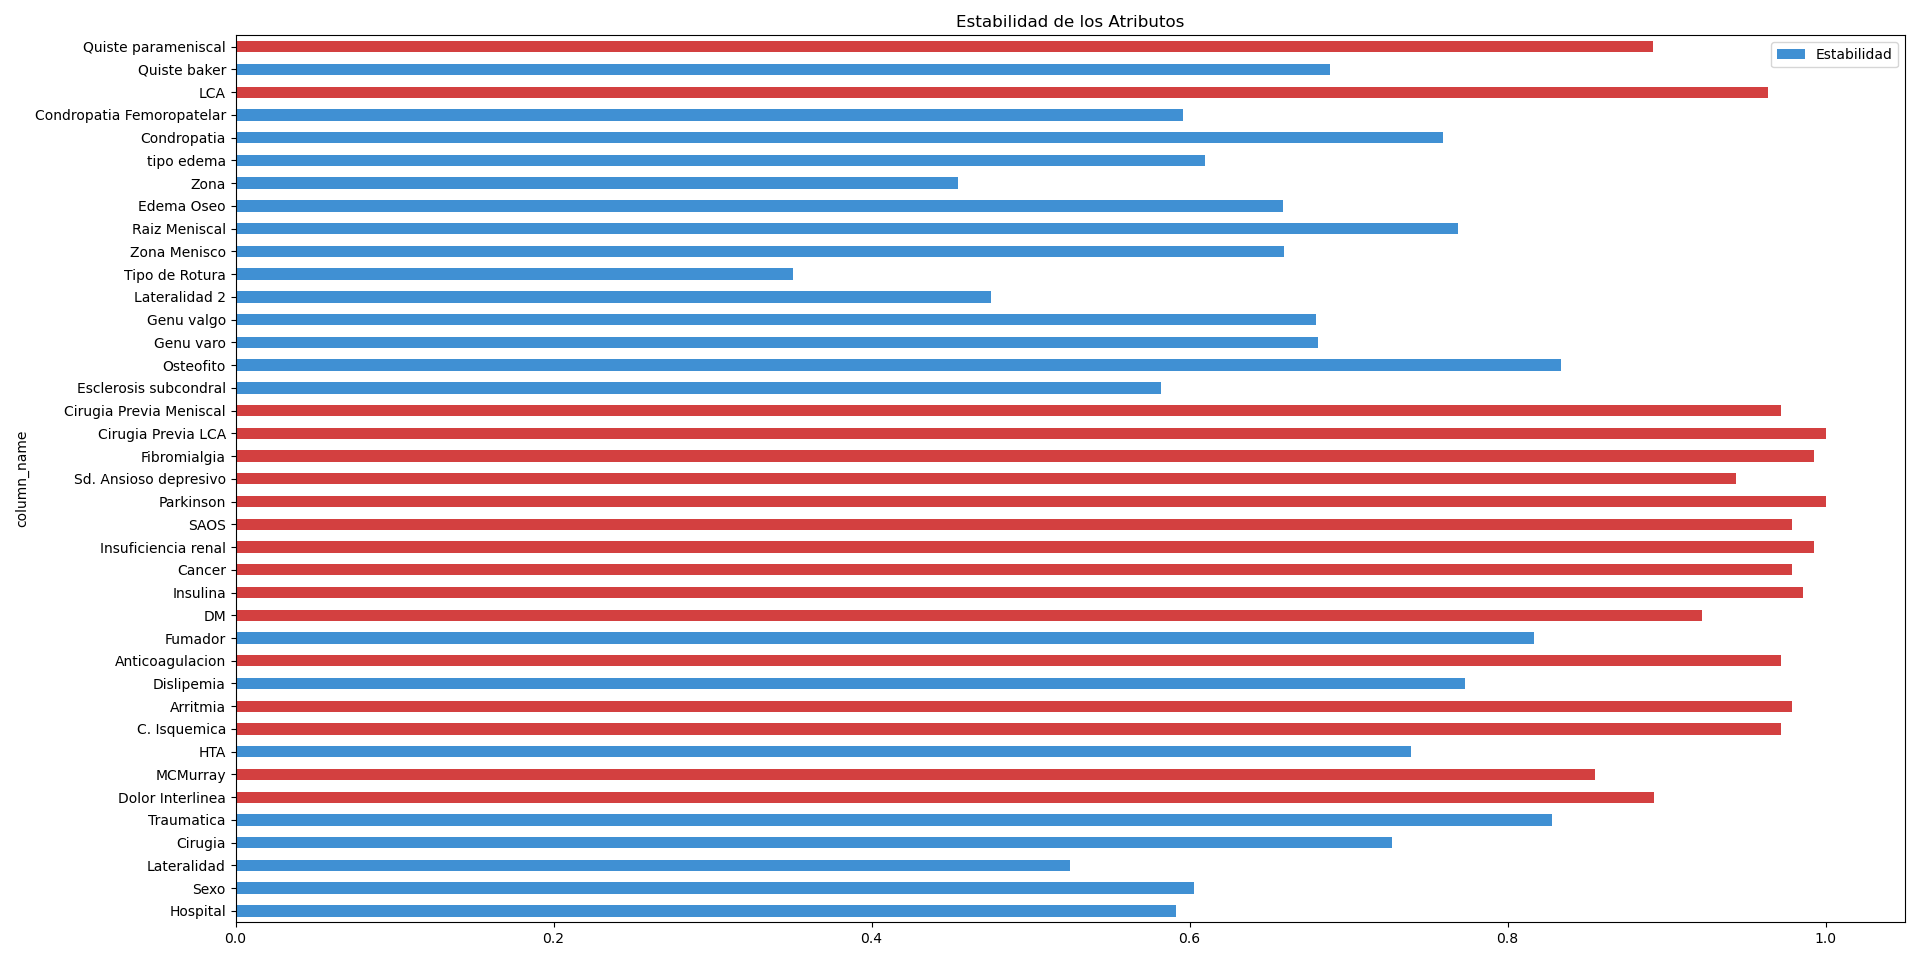 Estabilidad de los Atributos
Estabilidad
column_name
Quiste parameniscal
Quiste baker
LCA
Condropatia Femoropatelar
Condropatia
tipo edema
Zona
Edema Oseo
Raiz Meniscal
Zona Menisco
Tipo de Rotura
Lateralidad 2
Genu valgo
Genu varo
Osteofito
Esclerosis subcondral
Cirugia Previa Meniscal
Cirugia Previa LCA
Fibromialgia
Sd. Ansioso depresivo
Parkinson
SAOS
Insuficiencia renal
Cancer
Insulina
DM
Fumador
Anticoagulacion
Dislipemia
Arritmia
C. Isquemica
HTA
MCMurray
Dolor Interlinea
Traumatica
Cirugia
Lateralidad
Sexo
Hospital
0.0 0.2 0.4 0.6 0.8 1.0